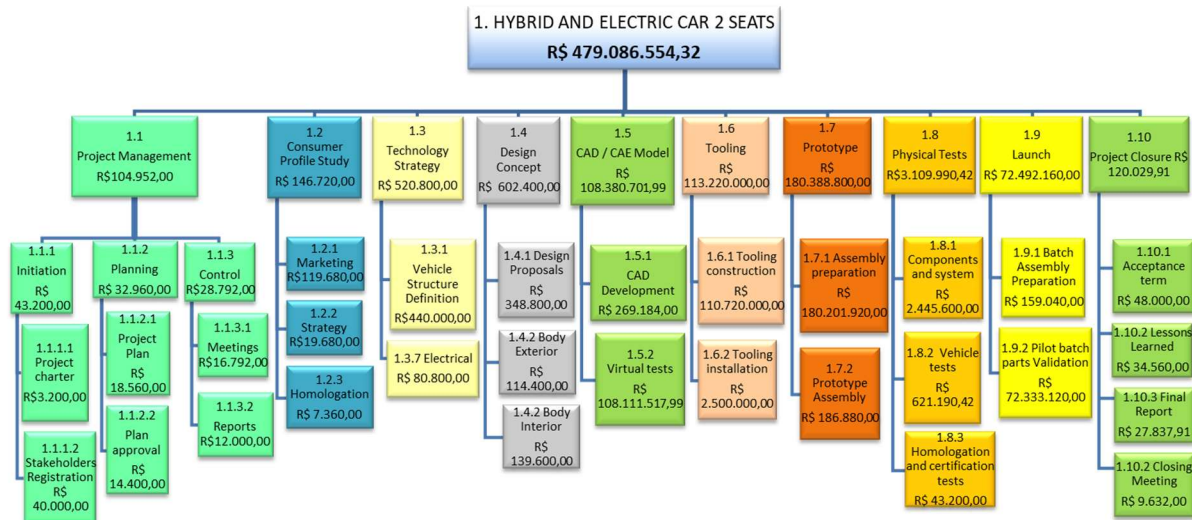 1. HYBRID AND ELECTRIC CAR 2 SEATS
R$ 479.086.554,32
1.1
Project Management
R$104.952,00
1.1.1
Initiation
R$
43.200,00
1.1.1.1
Project
charter
R$3.200,00
1.1.1.2
Stakeholders
Registration
R$
40.000,00
1.1.2
Planning
R$ 32.960,00
1.1.2.1
Project
Plan
R$
18.560,00
1.1.2.2
Plan
approval
R$
14.400,00
1.1.3
Control
R$28.792,00
1.1.3.1
Meetings
R$16.792,00
1.1.3.2
Reports
R$12.000,00
1.2
Consumer
Profile Study
R$ 146.720,00
1.2.1
Marketing
R$119.680,00
1.2.2
Strategy
R$19.680,00
1.2.3
Homologation
R$ 7.360,00
1.3
Technology
Strategy
R$ 520.800,00
1.3.1
Vehicle
Structure
Definition
R$440.000,00
1.3.7 Electrical
R$ 80.800,00
1.4
Design
Concept
R$ 602.400,00
1.4.1 Design
Proposals
R$
348.800,00
1.4.2 Body
Exterior
R$
114.400,00
1.4.2 Body
Interior
R$
139.600,00
1.5
CAD / CAE Model
R$
108.380.701,99
1.5.1
CAD
Development
R$ 269.184,00
1.5.2
Virtual tests
R$
108.111.517,99
1.6
Tooling
R$
113.220.000,00
1.6.1 Tooling
construction
R$
110.720.000,00
1.6.2 Tooling
installation
R$
2.500.000,00
1.7
Prototype
R$
180.388.800,00
1.7.1 Assembly
preparation
R$
180.201.920,00
1.7.2
Prototype
Assembly
R$ 186.880,00
1.8
Physical Tests
R$3.109.990,42
1.8.1
Components
and system
R$
2.445.600,00
1.8.2 Vehicle
tests
R$
621.190,42
1.8.3
Homologation
and certification
tests
R$ 43.200,00
1.9
Launch
R$ 72.492.160,00
1.9.1 Batch
Assembly
Preparation
R$ 159.040,00
1.9.2 Pilot batch
parts Validation
R$
72.333.120,00
1.10
Project Closure R$
120.029,91
1.10.1
Acceptance
term
R$ 48.000,00
1.10.2 Lessons
Learned
R$ 34.560,00
1.10.3 Final
Report
R$ 27.837,91
1.10.2 Closing
Meeting
R$ 9.632,00